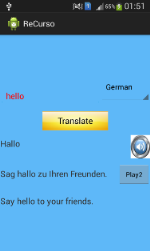 65% 01:51
ReCurso
German
hello
Translate
Hallo
Sag hallo zu Ihren Freunden.
Play2
Say hello to your friends.